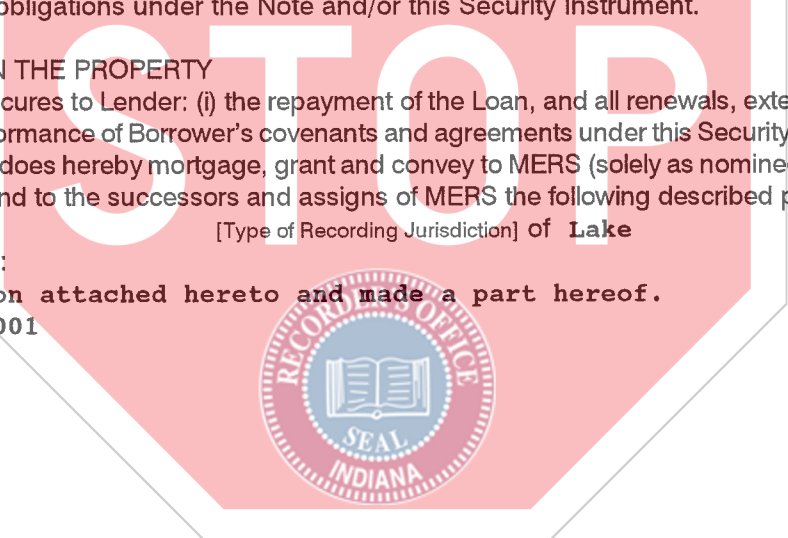 obligations under the Note and/or this Security Instrument.
STOP
N THE PROPERTY
cures to Lender: (i) the repayment of the Loan, and all renewals, exte
ormance of Borrower's covenants and agreements under this Security
does hereby mortgage, grant and convey to MERS (solely as nomine
nd to the successors and assigns of MERS the following described p
[Type of Recording Jurisdiction] of Lake
:
on attached hereto and made a part hereof.
001
RECORDER'S OFFICE
SEAL
INDIANA